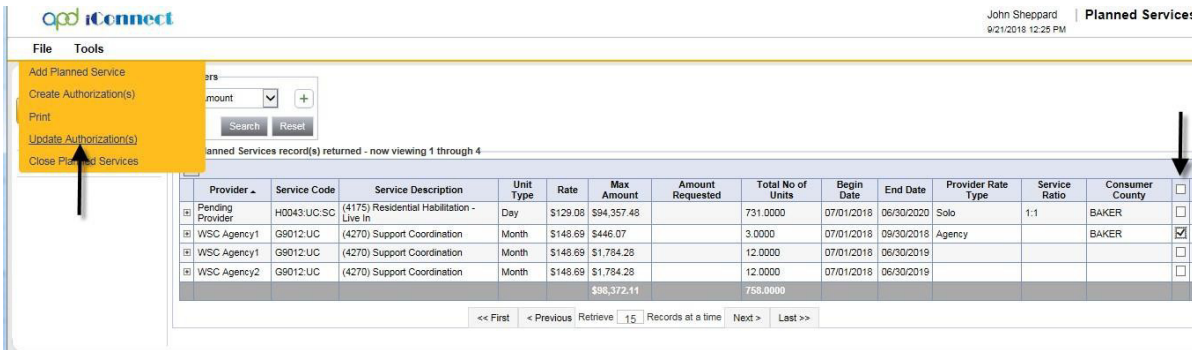 apd iConnect
John Sheppard
9/21/2018 12:25 PM
Planned Services
File Tools
Add Planned Service
Create Authorization(s)
Print
Update Authorization(s)
Close Planned Services
ers
mount +
Search Reset
anned Services record(s) returned - now viewing 1 through 4
Provider Service Code Service Description Unit Type Rate Max Amount Amount Requested Total No of Units Begin Date End Date Provider Rate Type Service Ratio Consumer County
Pending Provider H0043:UC:SC (4175) Residential Habilitation - Live In Day $129.08 $94,357.48 731.0000 07/01/2018 06/30/2020 Solo 1:1 BAKER
WSC Agency1 G9012:UC (4270) Support Coordination Month $148.69 $446.07 3.0000 07/01/2018 09/30/2018 Agency BAKER
WSC Agency1 G9012:UC (4270) Support Coordination Month $148.69 $1,784.28 12.0000 07/01/2018 06/30/2019
WSC Agency2 G9012:UC (4270) Support Coordination Month $148.69 $1,784.28 12.0000 07/01/2018 06/30/2019
$98,372.11 758.0000
<< First < Previous Retrieve 15 Records at a time Next > Last >>